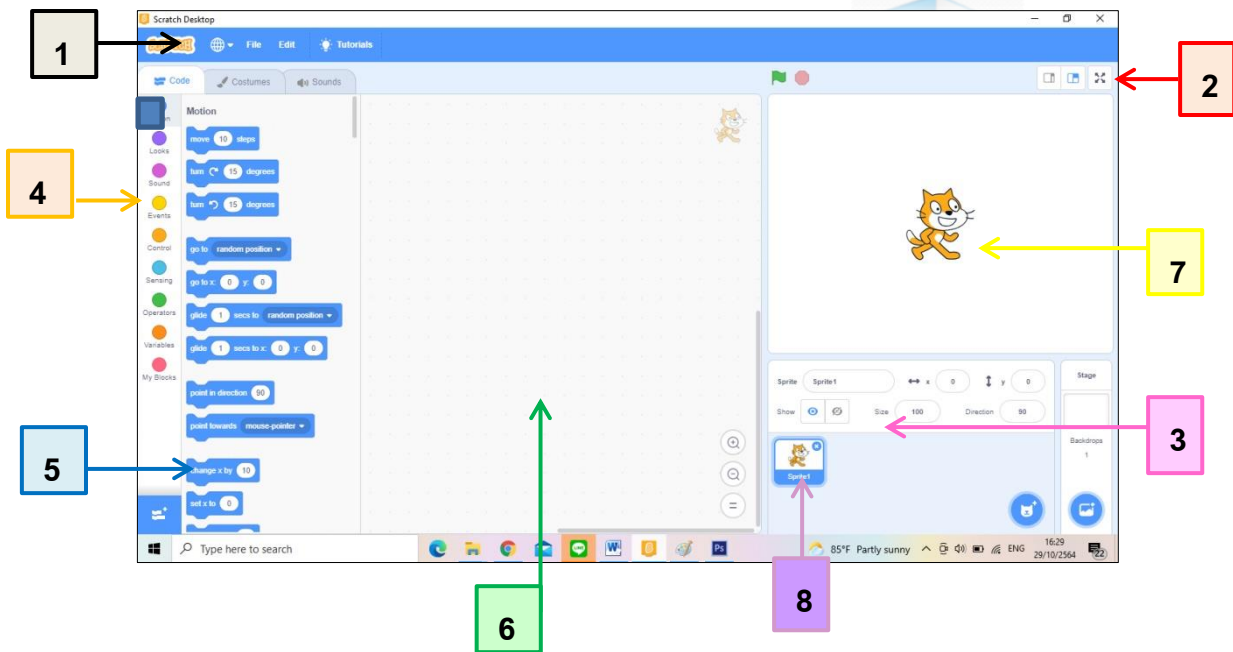 Scratch Desktop
1
File Edit Tutorials
Code Costumes Sounds
2
Motion
move 10 steps
Looks
turn 15 degrees
Sound
4
turn 15 degrees
Events
Control
go to random position
Sensing
go to x: 0 y: 0
7
Operators
glide 1 secs to random position
Variables
glide 1 secs to x: 0 y: 0
My Blocks
Sprite Sprite1 x 0 y 0
Stage
point in direction 90
Show Size 100 Direction 90
point towards mouse-pointer
3
Backdrops
1
5
change x by 10
Sprite1
set x to 0
Type here to search
W
Ps
85°F Partly sunny ENG
16:29
29/10/2564
22
8
6